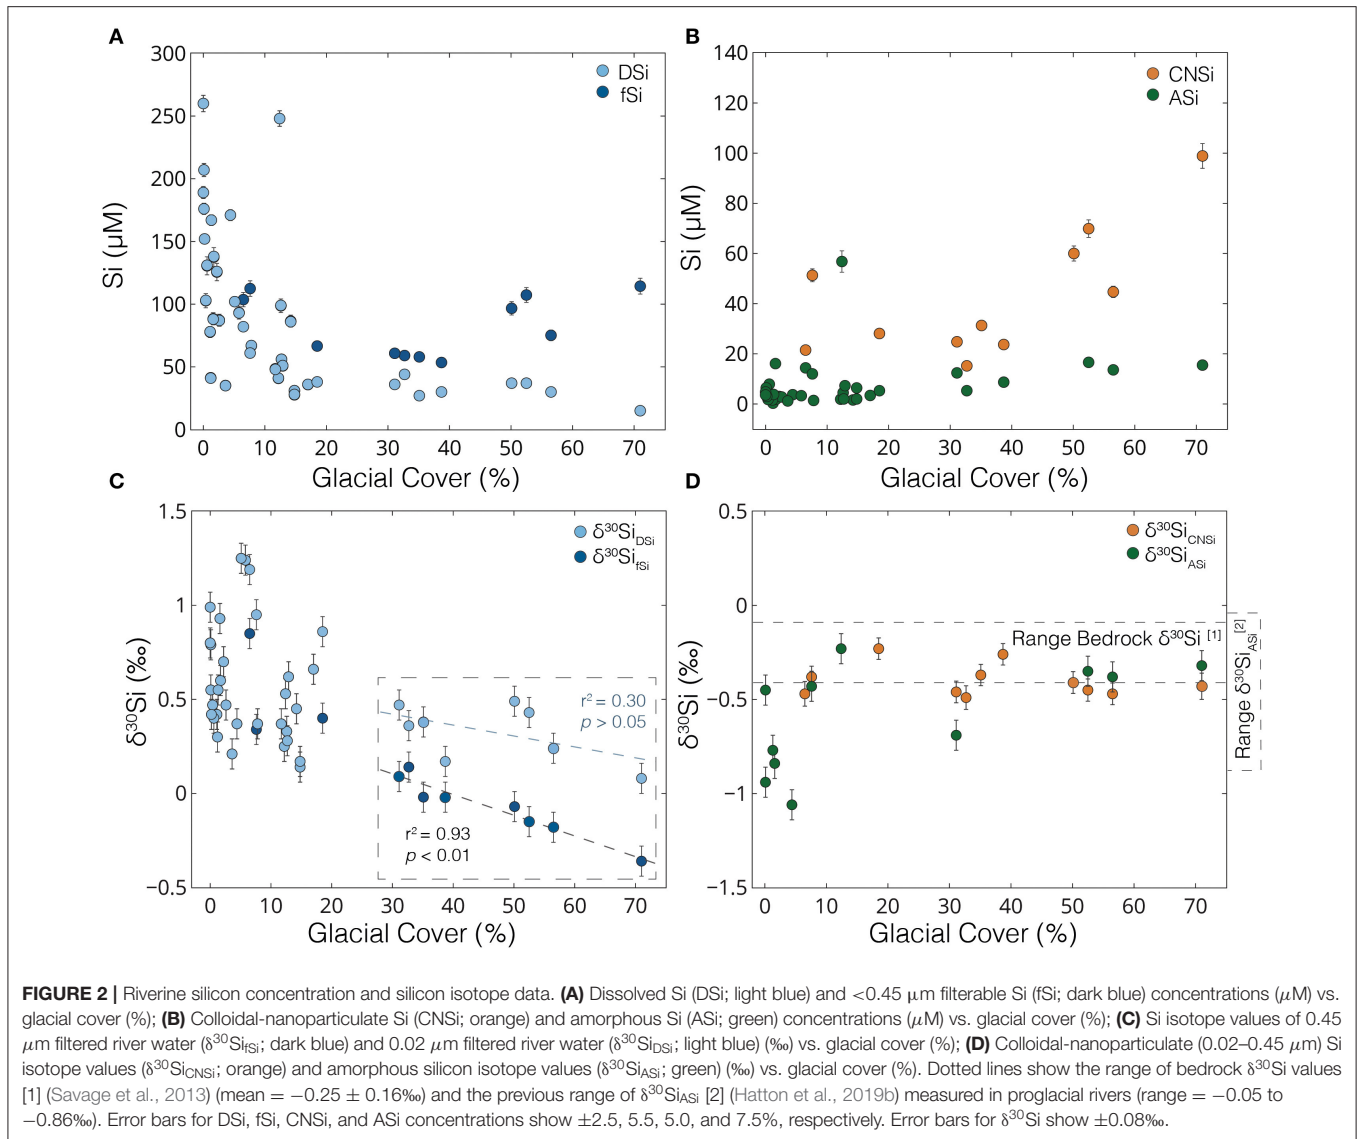 A
300
250
200
150
100
50
0
Si (μM)
DSi
fSi
0 10 20 30 40 50 60 70
Glacial Cover (%)
B
140
120
100
80
60
40
20
0
Si (μM)
CNSi
ASi
0 10 20 30 40 50 60 70
Glacial Cover (%)
C
1.5
1
0.5
0
−0.5
δ³⁰Si (‰)
δ³⁰Si_DSi
δ³⁰Si_fSi
r² = 0.30
p > 0.05
r² = 0.93
p < 0.01
0 10 20 30 40 50 60 70
Glacial Cover (%)
D
0.5
0
−0.5
−1
−1.5
δ³⁰Si (‰)
δ³⁰Si_CNSi
δ³⁰Si_ASi
Range Bedrock δ³⁰Si [1]
Range δ³⁰Si_ASi [2]
0 10 20 30 40 50 60 70
Glacial Cover (%)
FIGURE 2 | Riverine silicon concentration and silicon isotope data. (A) Dissolved Si (DSi; light blue) and <0.45 μm filterable Si (fSi; dark blue) concentrations (μM) vs.
glacial cover (%); (B) Colloidal-nanoparticulate Si (CNSi; orange) and amorphous Si (ASi; green) concentrations (μM) vs. glacial cover (%); (C) Si isotope values of 0.45
μm filtered river water (δ³⁰Si_fSi; dark blue) and 0.02 μm filtered river water (δ³⁰Si_DSi; light blue) (‰) vs. glacial cover (%); (D) Colloidal-nanoparticulate (0.02–0.45 μm) Si
isotope values (δ³⁰Si_CNSi; orange) and amorphous silicon isotope values (δ³⁰Si_ASi; green) (‰) vs. glacial cover (%). Dotted lines show the range of bedrock δ³⁰Si values
[1] (Savage et al., 2013) (mean = −0.25 ± 0.16‰) and the previous range of δ³⁰Si_ASi [2] (Hatton et al., 2019b) measured in proglacial rivers (range = −0.05 to
−0.86‰). Error bars for DSi, fSi, CNSi, and ASi concentrations show ±2.5, 5.5, 5.0, and 7.5%, respectively. Error bars for δ³⁰Si show ±0.08‰.